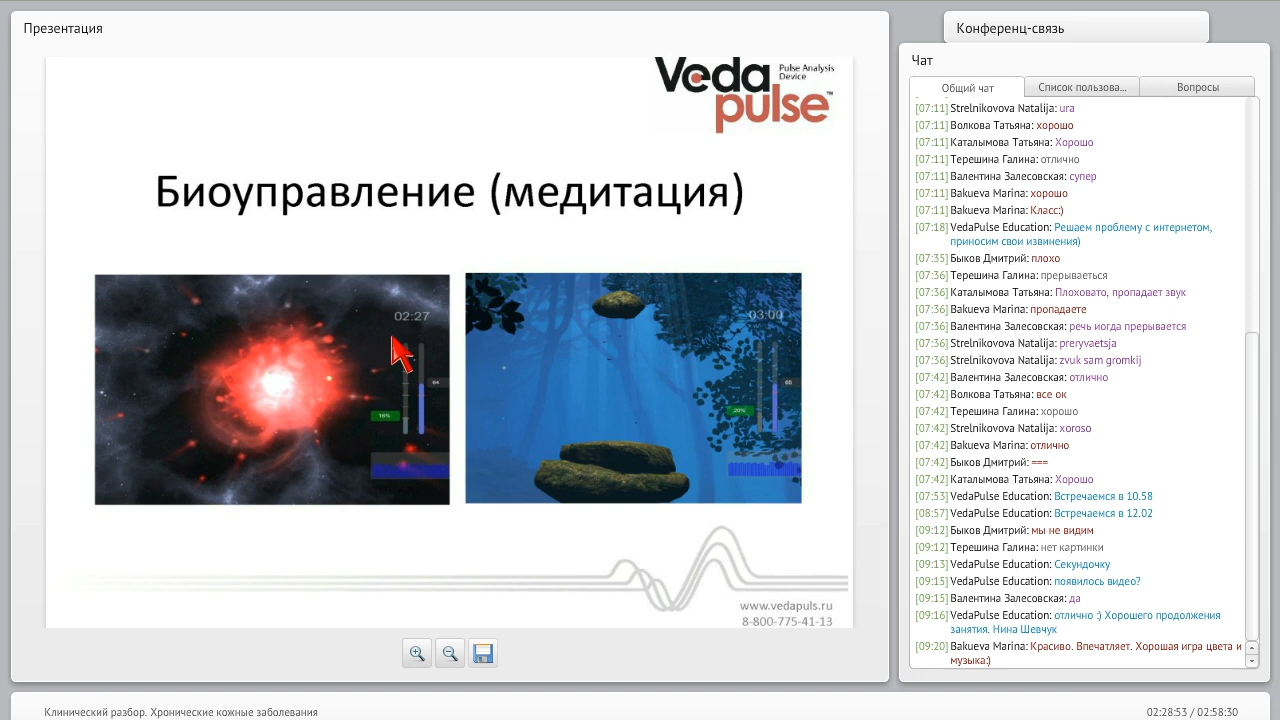 Презентация
Veda
pulse™
Pulse Analysis
Device
Биоуправление (медитация)
02:27
64
16%
03:00
65
20%
www.vedapuls.ru
8-800-775-41-13
Конференц-связь
Чат
Общий чат
Список пользова...
Вопросы
[07:11] Strelnikovova Natalija: ura
[07:11] Волкова Татьяна: хорошо
[07:11] Каталымова Татьяна: Хорошо
[07:11] Терешина Галина: отлично
[07:11] Валентина Залесовская: супер
[07:11] Bakueva Marina: хорошо
[07:11] Bakueva Marina: Класс:)
[07:18] VedaPulse Education: Решаем проблему с интернетом,
приносим свои извинения)
[07:35] Быков Дмитрий: плохо
[07:36] Терешина Галина: прерываеться
[07:36] Каталымова Татьяна: Плоховато, пропадает звук
[07:36] Bakueva Marina: пропадаете
[07:36] Валентина Залесовская: речь иогда прерывается
[07:36] Strelnikovova Natalija: preryvaetsja
[07:36] Strelnikovova Natalija: zvuk sam gromkij
[07:42] Валентина Залесовская: отлично
[07:42] Волкова Татьяна: все ок
[07:42] Терешина Галина: хорошо
[07:42] Strelnikovova Natalija: xoroso
[07:42] Bakueva Marina: отлично
[07:42] Быков Дмитрий: ===
[07:42] Каталымова Татьяна: Хорошо
[07:53] VedaPulse Education: Встречаемся в 10.58
[08:57] VedaPulse Education: Встречаемся в 12.02
[09:12] Быков Дмитрий: мы не видим
[09:12] Терешина Галина: нет картинки
[09:13] VedaPulse Education: Секундочку
[09:15] VedaPulse Education: появилось видео?
[09:15] Валентина Залесовская: да
[09:16] VedaPulse Education: отлично :) Хорошего продолжения
занятия. Нина Шевчук
[09:20] Bakueva Marina: Красиво. Впечатляет. Хорошая игра цвета и
музыка:)
Клинический разбор. Хронические кожные заболевания
02:28:53 / 02:58:30